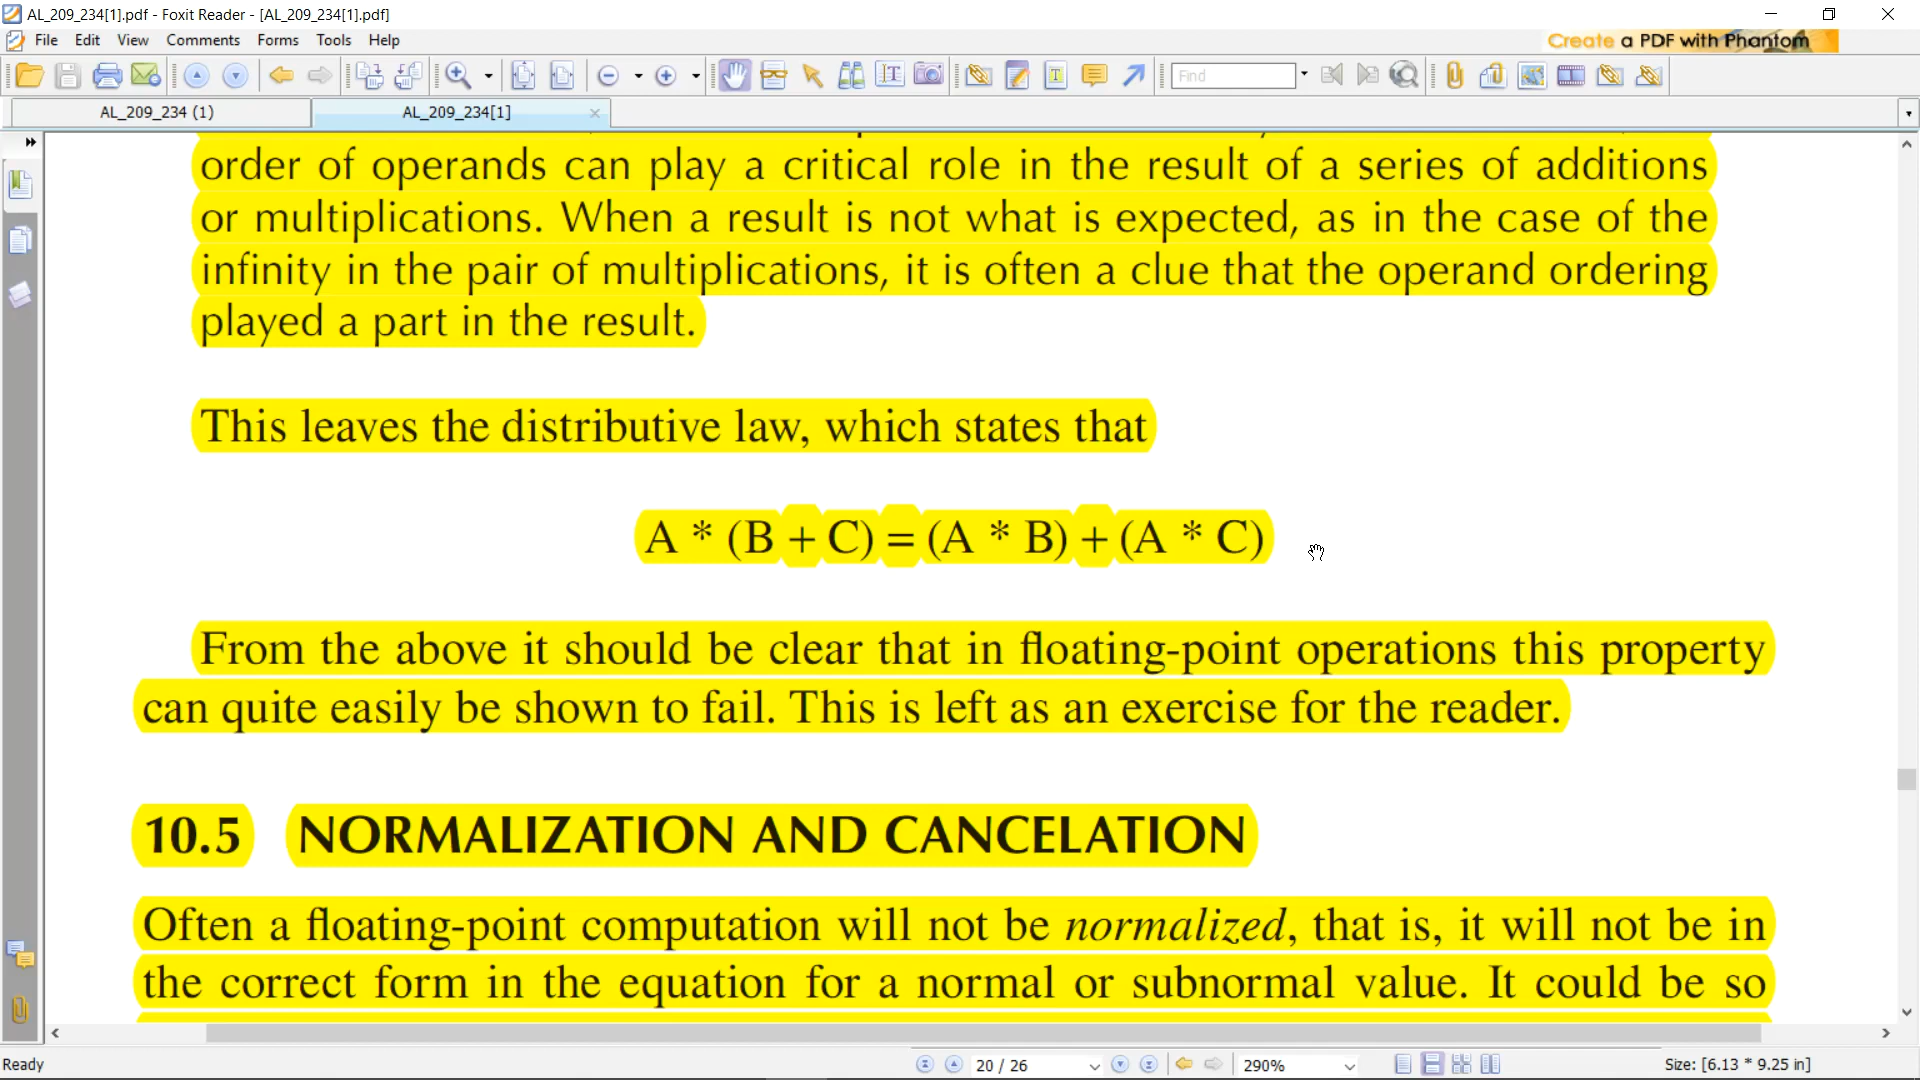 AL_209_234[1].pdf - Foxit Reader - [AL_209_234[1].pdf]
File Edit View Comments Forms Tools Help
Create a PDF with Phantom
Find
AL_209_234 (1) AL_209_234[1]
order of operands can play a critical role in the result of a series of additions
or multiplications. When a result is not what is expected, as in the case of the
infinity in the pair of multiplications, it is often a clue that the operand ordering
played a part in the result.
This leaves the distributive law, which states that
A * (B + C) = (A * B) + (A * C)
From the above it should be clear that in floating-point operations this property
can quite easily be shown to fail. This is left as an exercise for the reader.
10.5 NORMALIZATION AND CANCELATION
Often a floating-point computation will not be normalized, that is, it will not be in
the correct form in the equation for a normal or subnormal value. It could be so
Ready 20 / 26 290% Size: [6.13 * 9.25 in]